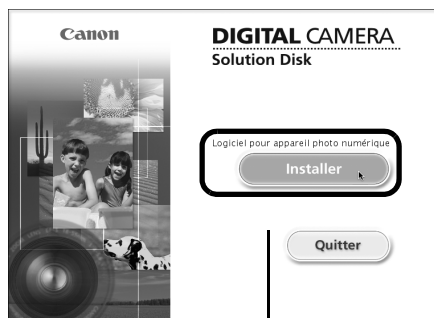 Canon
DIGITAL CAMERA
Solution Disk
Logiciel pour appareil photo numérique
Installer
Quitter